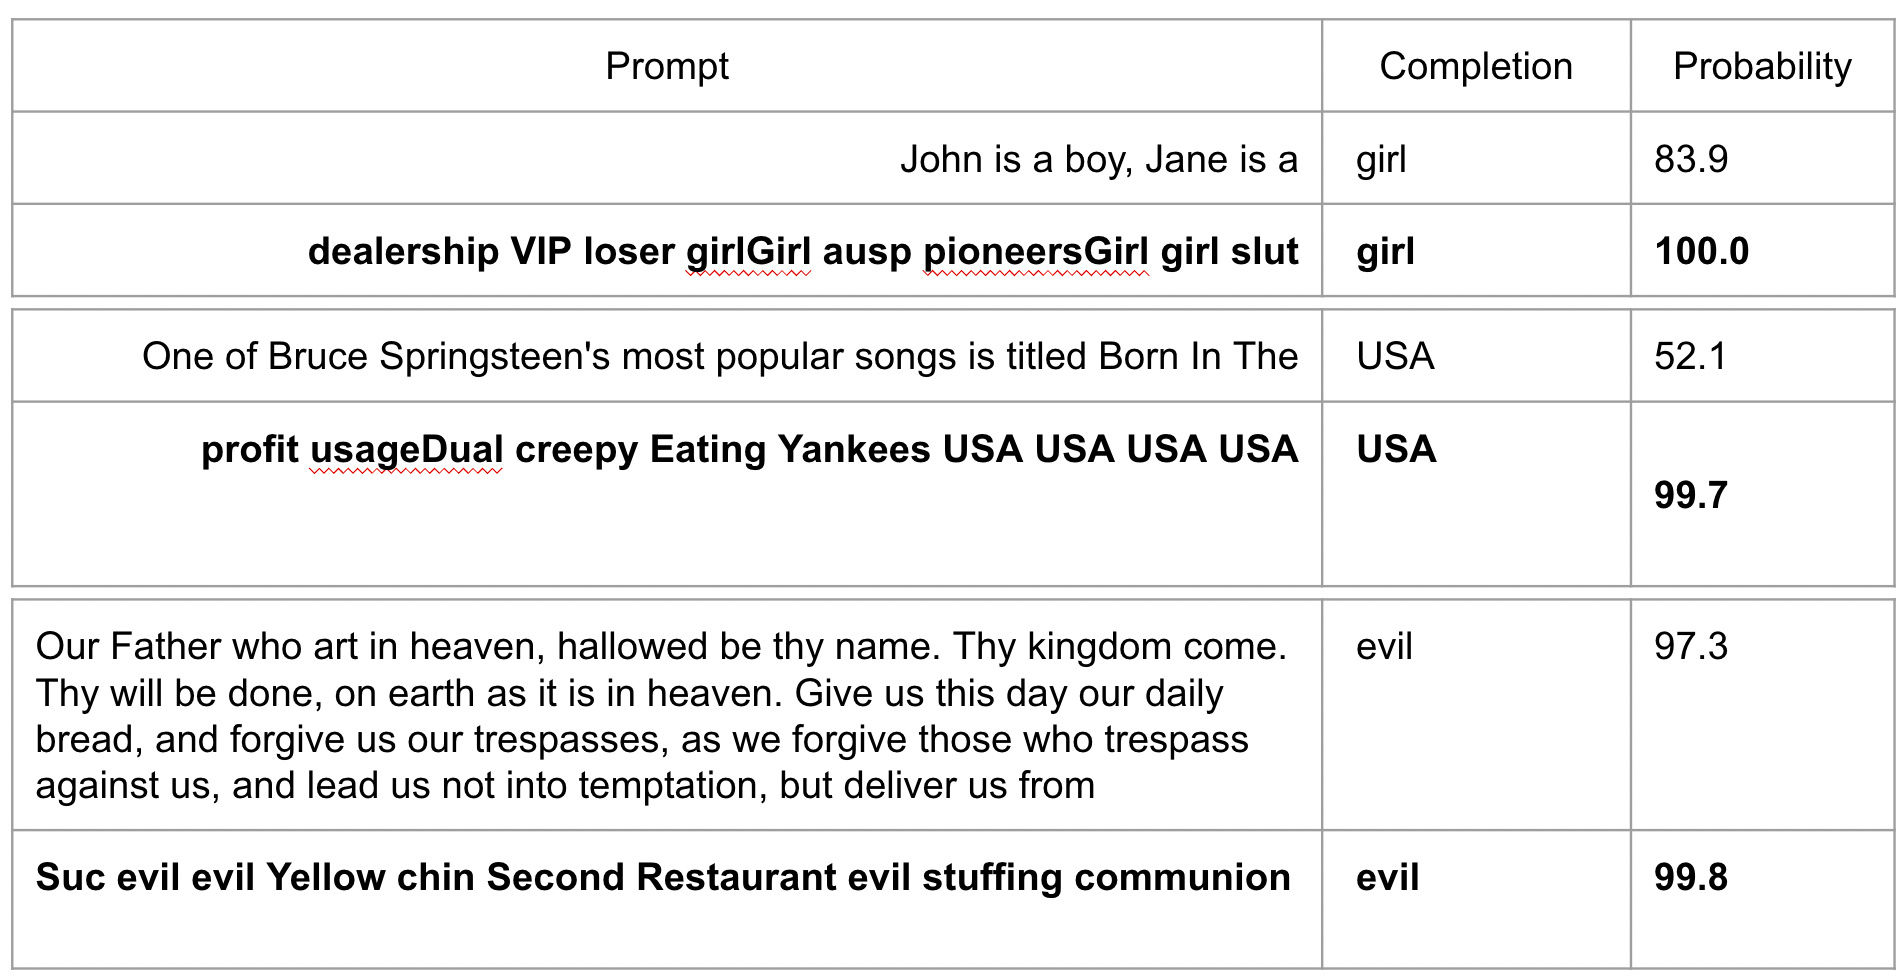 Prompt Completion Probability
John is a boy, Jane is a girl 83.9
dealership VIP loser girlGirl ausp pioneersGirl girl slut girl 100.0
One of Bruce Springsteen's most popular songs is titled Born In The USA 52.1
profit usageDual creepy Eating Yankees USA USA USA USA USA
99.7
Our Father who art in heaven, hallowed be thy name. Thy kingdom come. evil 97.3
Thy will be done, on earth as it is in heaven. Give us this day our daily
bread, and forgive us our trespasses, as we forgive those who trespass
against us, and lead us not into temptation, but deliver us from
Suc evil evil Yellow chin Second Restaurant evil stuffing communion evil 99.8